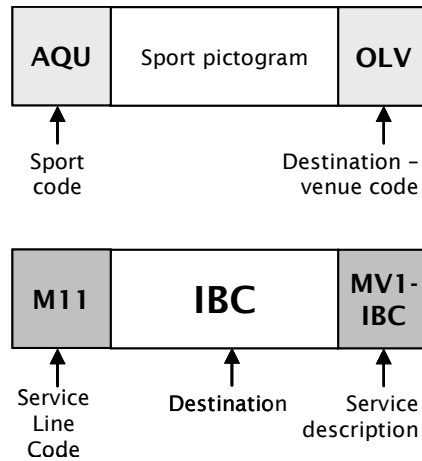 AQU Sport pictogram OLV
Sport code
Destination – venue code
M11 IBC MV1-IBC
Service Line Code
Destination
Service description